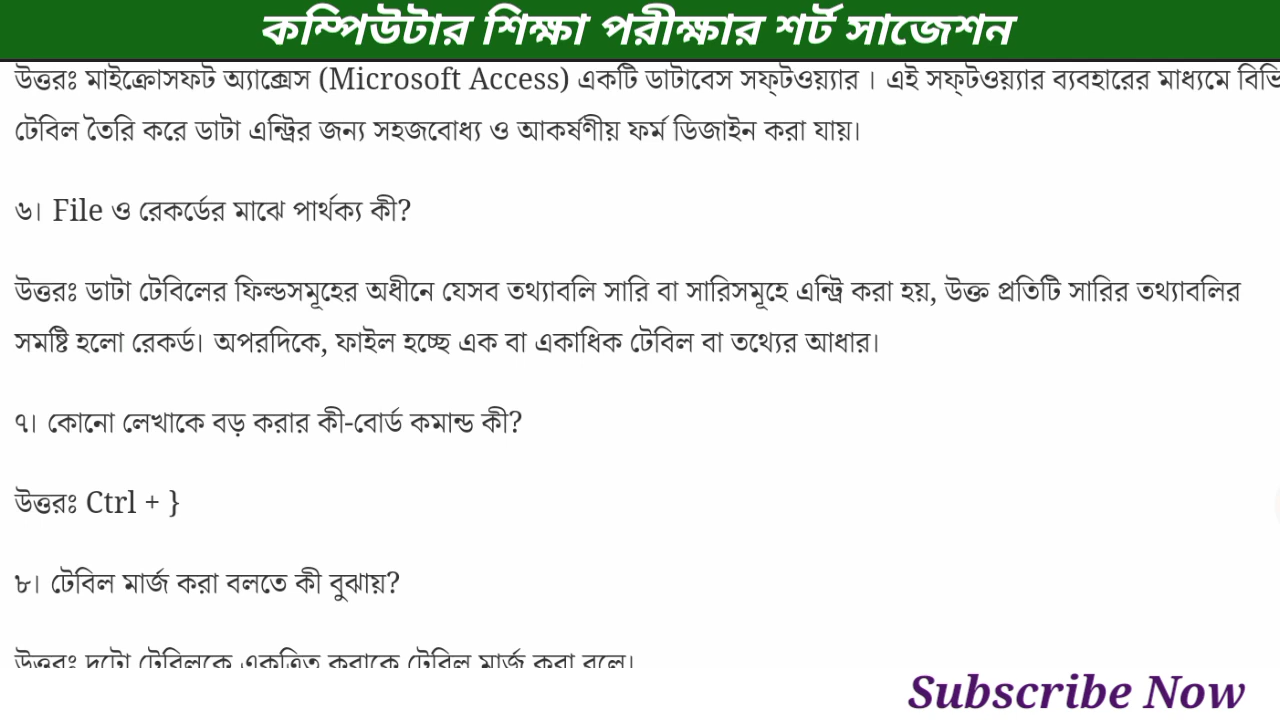 কম্পিউটার শিক্ষা পরীক্ষার শর্ট সাজেশন
উত্তরঃ মাইক্রোসফট অ্যাক্সেস (Microsoft Access) একটি ডাটাবেস সফ্টওয়্যার । এই সফ্টওয়্যার ব্যবহারের মাধ্যমে
টেবিল তৈরি করে ডাটা এন্ট্রির জন্য সহজবোধ্য ও আকর্ষণীয় ফর্ম ডিজাইন করা যায়।
৬। File ও রেকর্ডের মাঝে পার্থক্য কী?
উত্তরঃ ডাটা টেবিলের ফিল্ডসমূহের অধীনে যেসব তথ্যাবলি সারি বা সারিসমূহে এন্ট্রি করা হয়, উক্ত প্রতিটি সারির তথ্যাবলির
সমষ্টি হলো রেকর্ড। অপরদিকে, ফাইল হচ্ছে এক বা একাধিক টেবিল বা তথ্যের আধার।
৭। কোনো লেখাকে বড় করার কী-বোর্ড কমান্ড কী?
উত্তরঃ Ctrl + }
৮। টেবিল মার্জ করা বলতে কী বুঝায়?
উত্তরঃ দুটো টেবিলকে একত্রিত করাকে টেবিল মার্জ করা বলে।
Subscribe Now